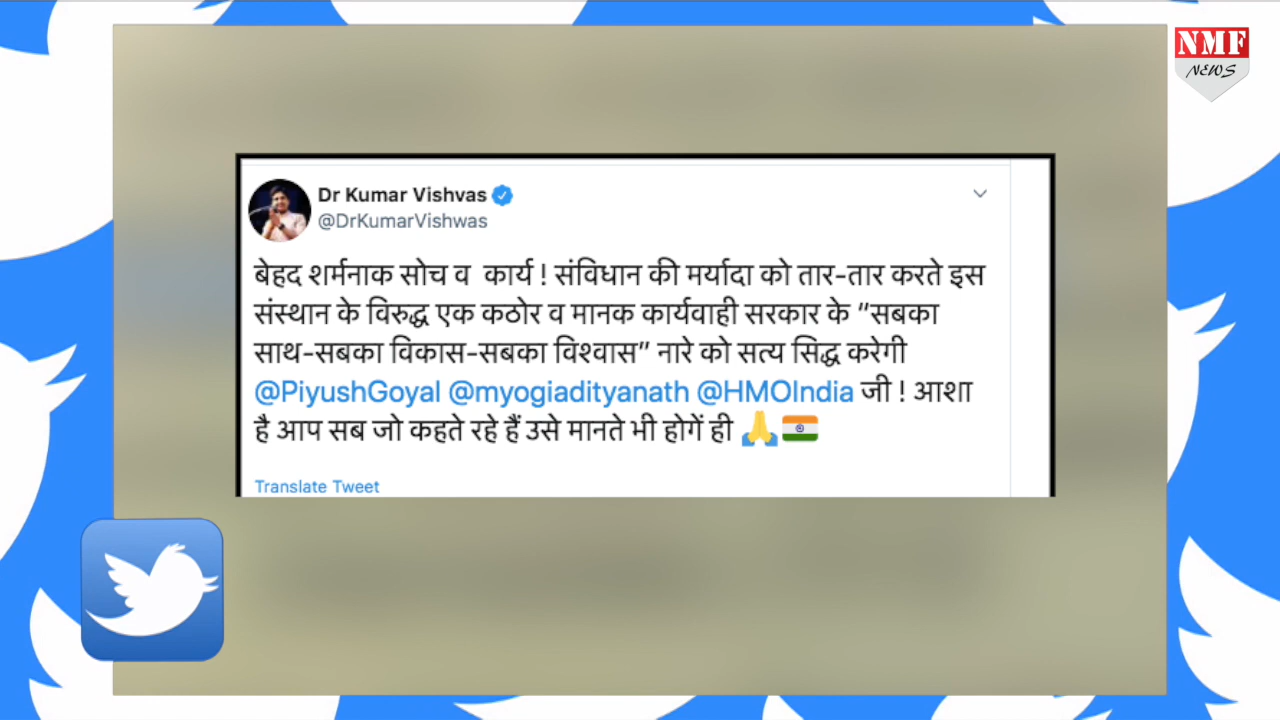 NMF
NEWS
Dr Kumar Vishvas
@DrKumarVishwas
बेहद शर्मनाक सोच व कार्य ! संविधान की मर्यादा को तार-तार करते इस
संस्थान के विरुद्ध एक कठोर व मानक कार्यवाही सरकार के “सबका
साथ-सबका विकास-सबका विश्वास” नारे को सत्य सिद्ध करेगी
@PiyushGoyal @myogiadityanath @HMOIndia जी ! आशा
है आप सब जो कहते रहे हैं उसे मानते भी होगें ही 🙏🇮🇳
Translate Tweet